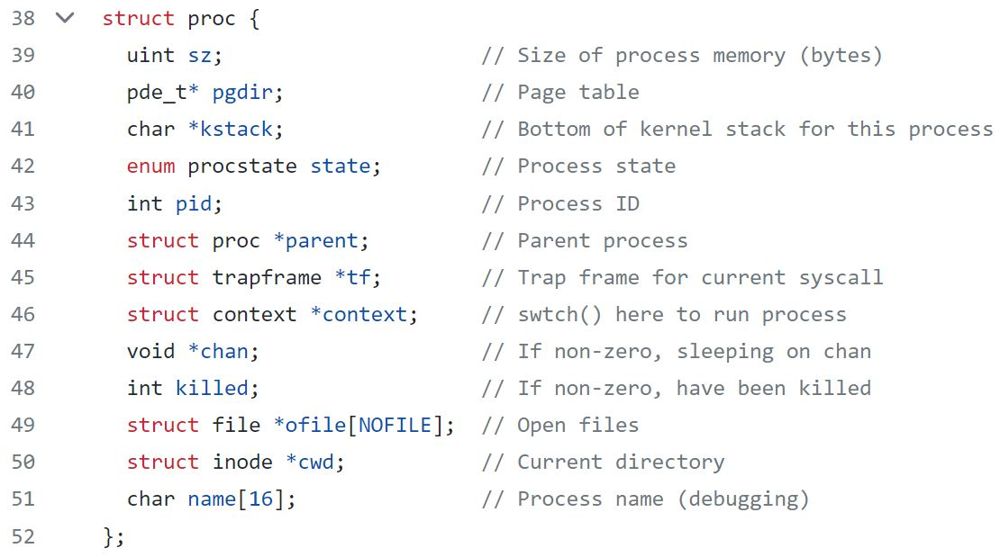 38 struct proc {
39 uint sz; // Size of process memory (bytes)
40 pde_t* pgdir; // Page table
41 char *kstack; // Bottom of kernel stack for this process
42 enum procstate state; // Process state
43 int pid; // Process ID
44 struct proc *parent; // Parent process
45 struct trapframe *tf; // Trap frame for current syscall
46 struct context *context; // swtch() here to run process
47 void *chan; // If non-zero, sleeping on chan
48 int killed; // If non-zero, have been killed
49 struct file *ofile[NOFILE]; // Open files
50 struct inode *cwd; // Current directory
51 char name[16]; // Process name (debugging)
52 };